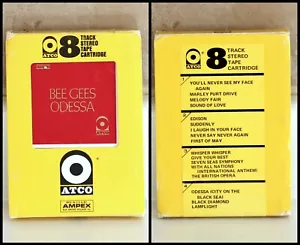 8
TRACK
STEREO
TAPE
CARTRIDGE
ATCO
BEE GEES
ODESSA
ATCO
AMPEX
8
TRACK
STEREO
TAPE
CARTRIDGE
ATCO
1
YOU'LL NEVER SEE MY FACE
AGAIN
MARLEY PURT DRIVE
MELODY FAIR
SOUND OF LOVE
2
EDISON
SUDDENLY
I LAUGH IN YOUR FACE
NEVER SAY NEVER AGAIN
FIRST OF MAY
3
WHISPER WHISPER
GIVE YOUR BEST
SEVEN SEAS SYMPHONY
WITH ALL NATIONS
(INTERNATIONAL ANTHEM)
THE BRITISH OPERA
4
ODESSA (CITY ON THE
BLACK SEA)
BLACK DIAMOND
LAMPLIGHT